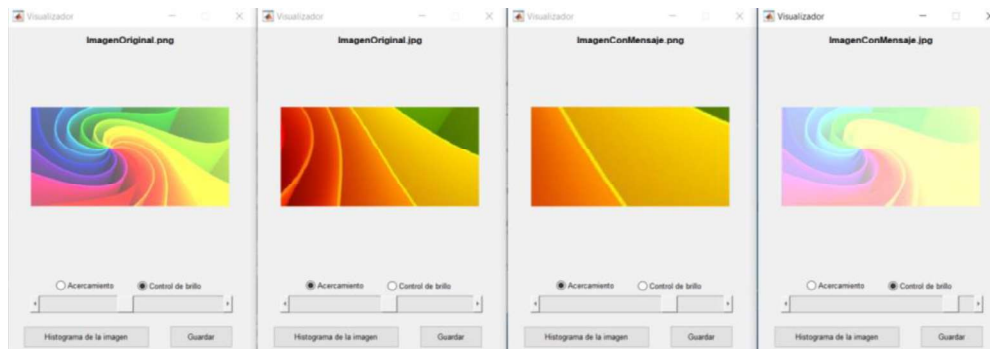 Visualizador
ImagenOriginal.png
Acercamiento
Control de brillo
Histograma de la imagen
Guardar
Visualizador
ImagenOriginal.jpg
Acercamiento
Control de brillo
Histograma de la imagen
Guardar
Visualizador
ImagenConMensaje.png
Acercamiento
Control de brillo
Histograma de la imagen
Guardar
Visualizador
ImagenConMensaje.jpg
Acercamiento
Control de brillo
Histograma de la imagen
Guardar